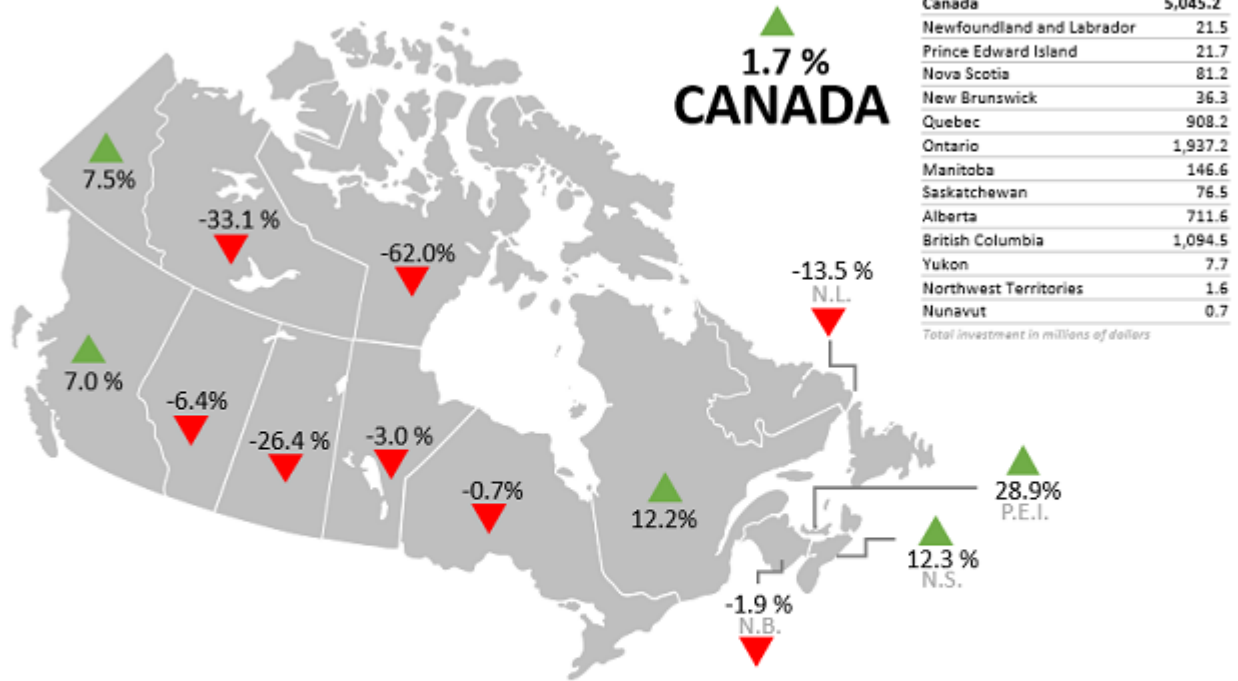 1.7 %
CANADA
Canada 5,045.2
Newfoundland and Labrador 21.5
Prince Edward Island 21.7
Nova Scotia 81.2
New Brunswick 36.3
Quebec 908.2
Ontario 1,937.2
Manitoba 146.6
Saskatchewan 76.5
Alberta 711.6
British Columbia 1,094.5
Yukon 7.7
Northwest Territories 1.6
Nunavut 0.7
Total investment in millions of dollars
7.5%
-33.1 %
-62.0%
-13.5 %
N.L.
7.0 %
-6.4%
-26.4 %
-3.0 %
-0.7%
12.2%
28.9%
P.E.I.
12.3 %
N.S.
-1.9 %
N.B.